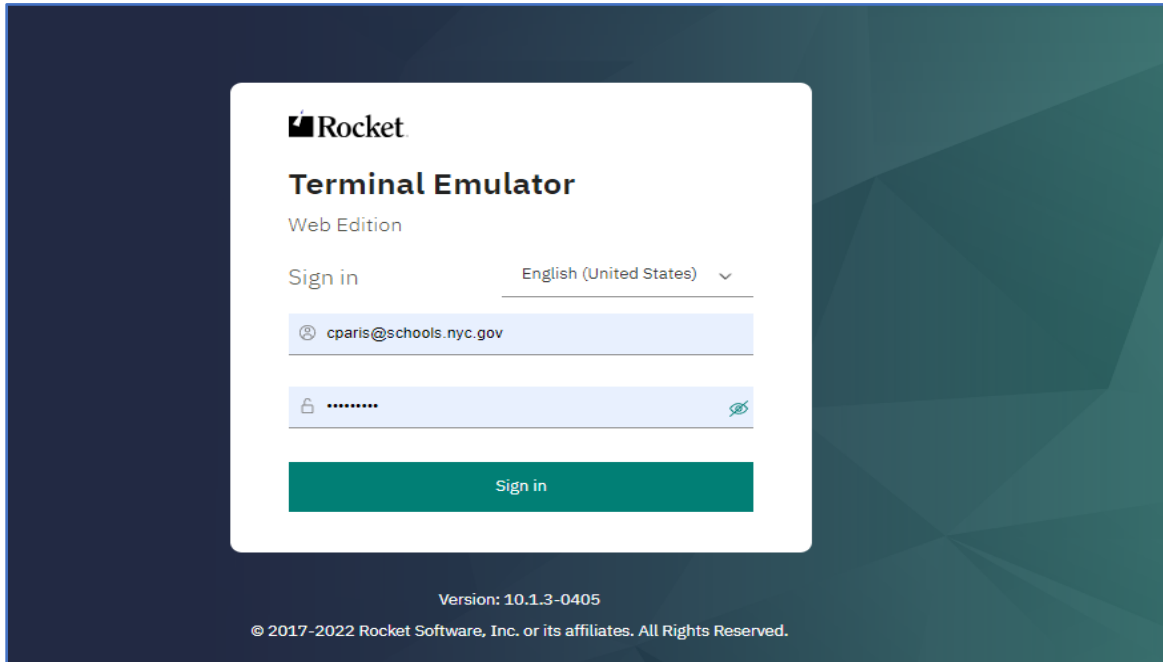 Rocket.
Terminal Emulator
Web Edition
Sign in
English (United States)
cparis@schools.nyc.gov
•••••••••
Sign in
Version: 10.1.3-0405
© 2017-2022 Rocket Software, Inc. or its affiliates. All Rights Reserved.